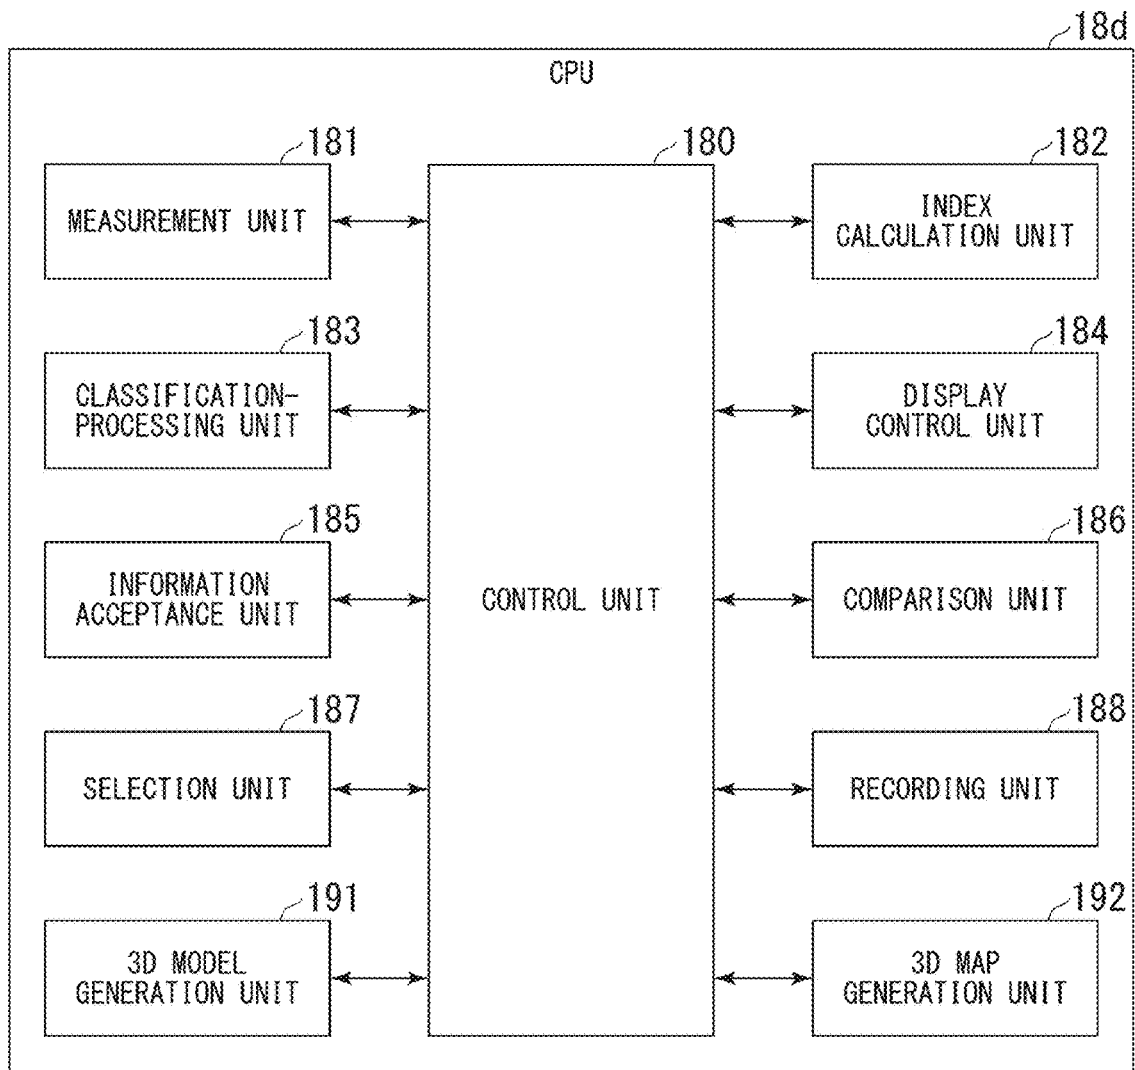 18d
CPU
181
180
182
MEASUREMENT UNIT
INDEX
CALCULATION UNIT
183
184
CLASSIFICATION-
PROCESSING UNIT
DISPLAY
CONTROL UNIT
185
186
INFORMATION
ACCEPTANCE UNIT
CONTROL UNIT
COMPARISON UNIT
187
188
SELECTION UNIT
RECORDING UNIT
191
192
3D MODEL
GENERATION UNIT
3D MAP
GENERATION UNIT